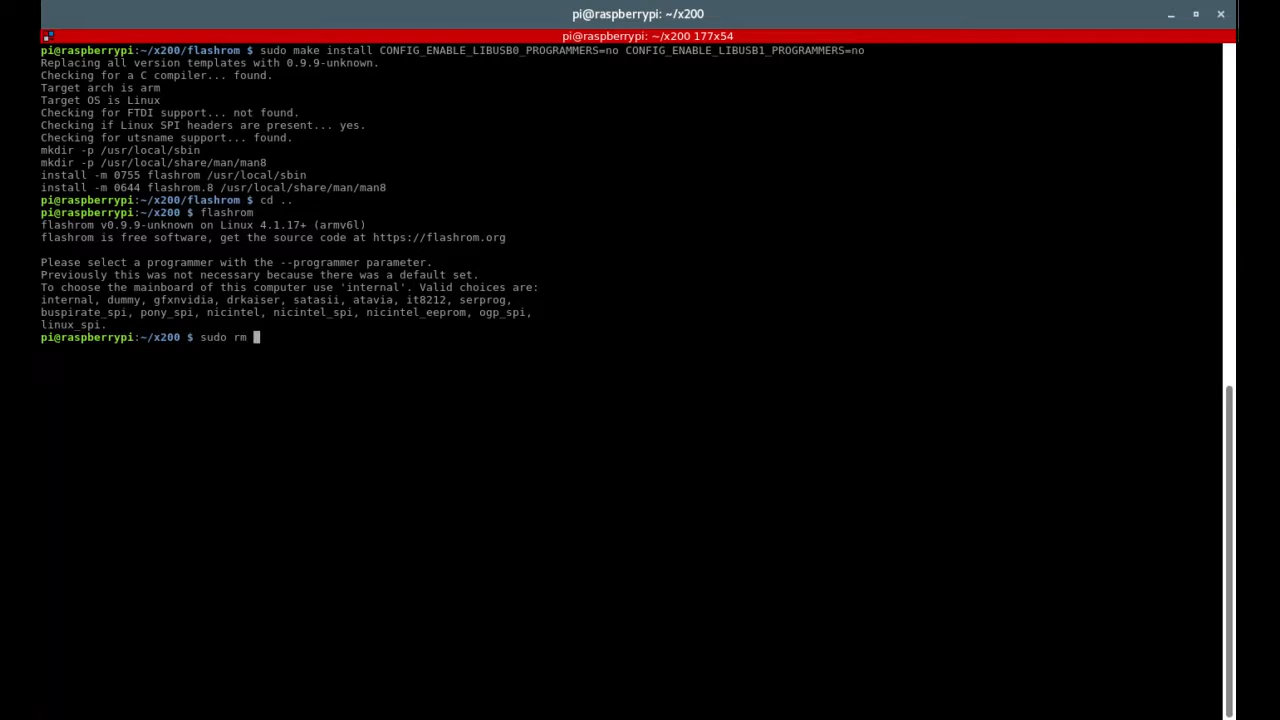 pi@raspberrypi: ~/x200
pi@raspberrypi: ~/x200 177x54
pi@raspberrypi:~/x200/flashrom $ sudo make install CONFIG_ENABLE_LIBUSB0_PROGRAMMERS=no CONFIG_ENABLE_LIBUSB1_PROGRAMMERS=no
Replacing all version templates with 0.9.9-unknown.
Checking for a C compiler... found.
Target arch is arm
Target OS is Linux
Checking for FTDI support... not found.
Checking if Linux SPI headers are present... yes.
Checking for utsname support... found.
mkdir -p /usr/local/sbin
mkdir -p /usr/local/share/man/man8
install -m 0755 flashrom /usr/local/sbin
install -m 0644 flashrom.8 /usr/local/share/man/man8
pi@raspberrypi:~/x200/flashrom $ cd ..
pi@raspberrypi:~/x200 $ flashrom
flashrom v0.9.9-unknown on Linux 4.1.17+ (armv6l)
flashrom is free software, get the source code at https://flashrom.org

Please select a programmer with the --programmer parameter.
Previously this was not necessary because there was a default set.
To choose the mainboard of this computer use 'internal'. Valid choices are:
internal, dummy, gfxnvidia, drkaiser, satasii, atavia, it8212, serprog,
buspirate_spi, pony_spi, nicintel, nicintel_spi, nicintel_eeprom, ogp_spi,
linux_spi.
pi@raspberrypi:~/x200 $ sudo rm